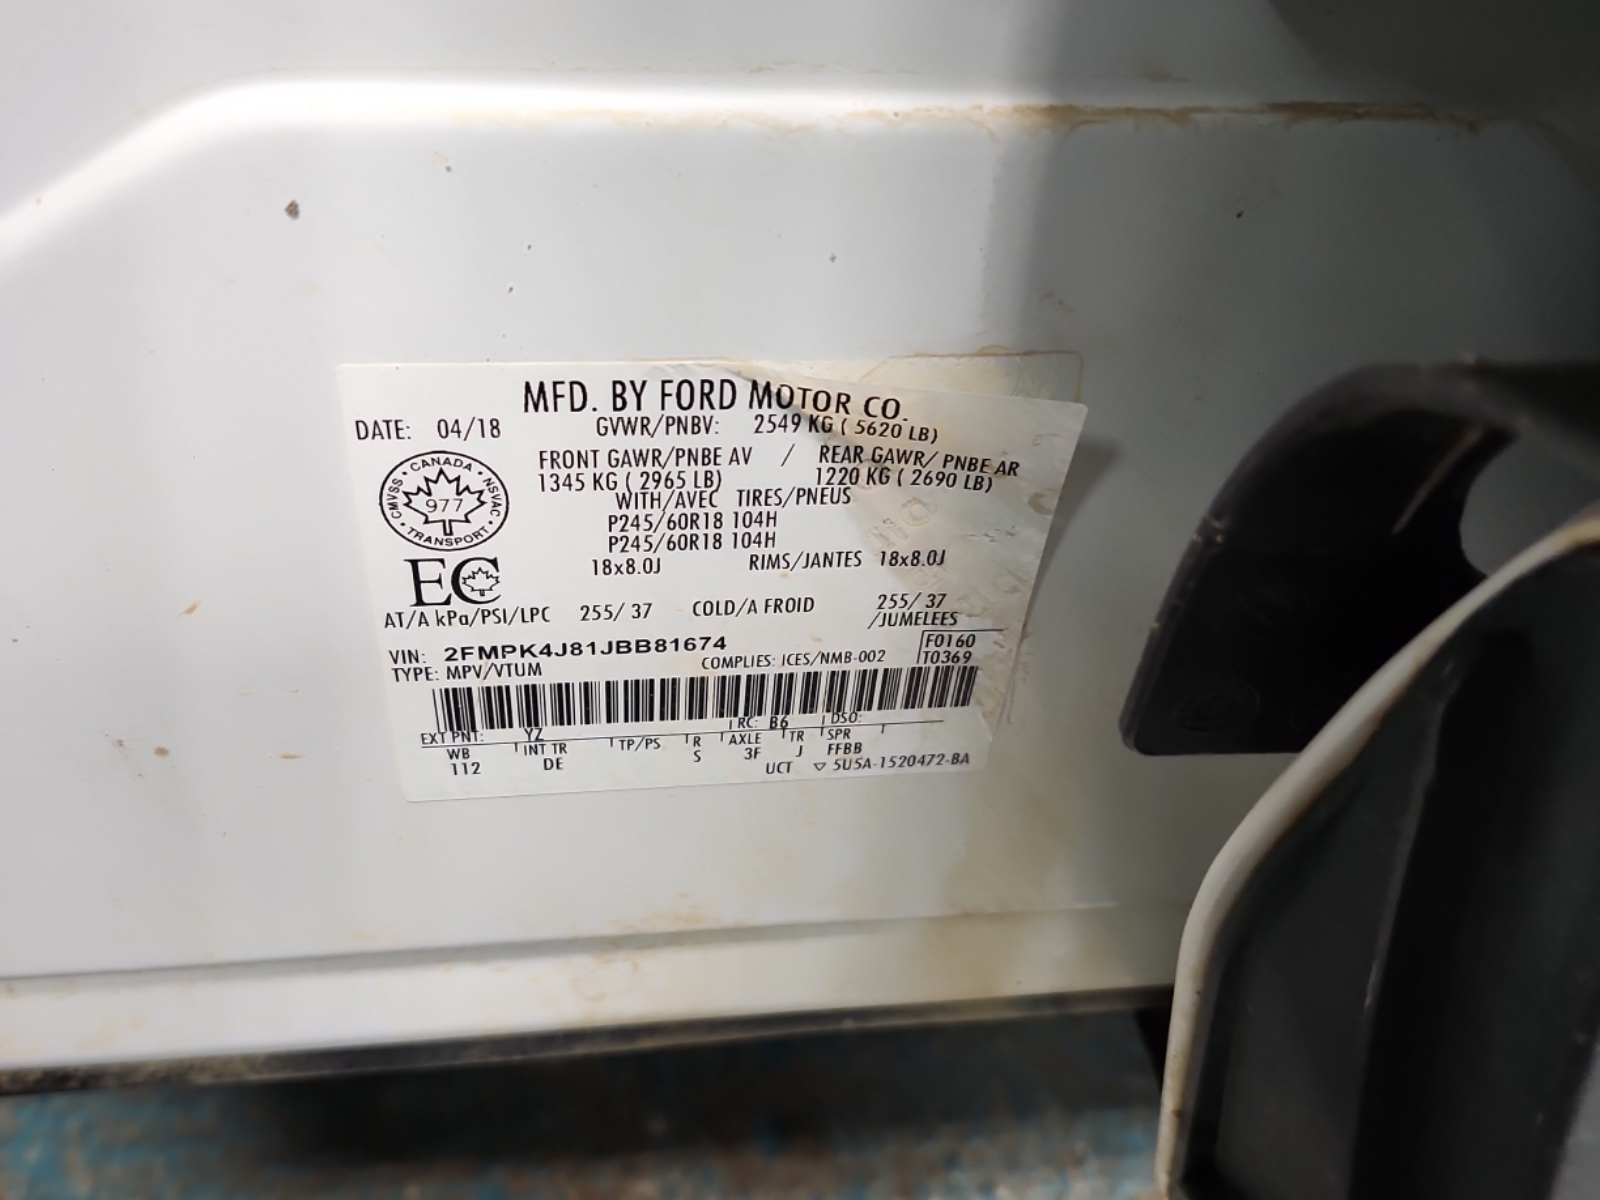 MFD. BY FORD MOTOR CO.
DATE: 04/18 GVWR/PNBV: 2549 KG ( 5620 LB)
FRONT GAWR/PNBE AV / REAR GAWR/ PNBE AR
1345 KG ( 2965 LB) 1220 KG ( 2690 LB)
WITH/AVEC TIRES/PNEUS
P245/60R18 104H
P245/60R18 104H
18x8.0J RIMS/JANTES 18x8.0J
CANADA
CMVSS NSVAC
977
TRANSPORT
EC
AT/A kPa/PSI/LPC 255/ 37 COLD/A FROID 255/ 37
/JUMELEES
VIN: 2FMPK4J81JBB81674 F0160
TYPE: MPV/VTUM COMPLIES: ICES/NMB-002 T0369
EXT PNT: YZ RC: B6 DSO:
WB INT TR TP/PS R AXLE TR SPR
112 DE S 3F J FFBB
UCT ▽ 5U5A-1520472-BA